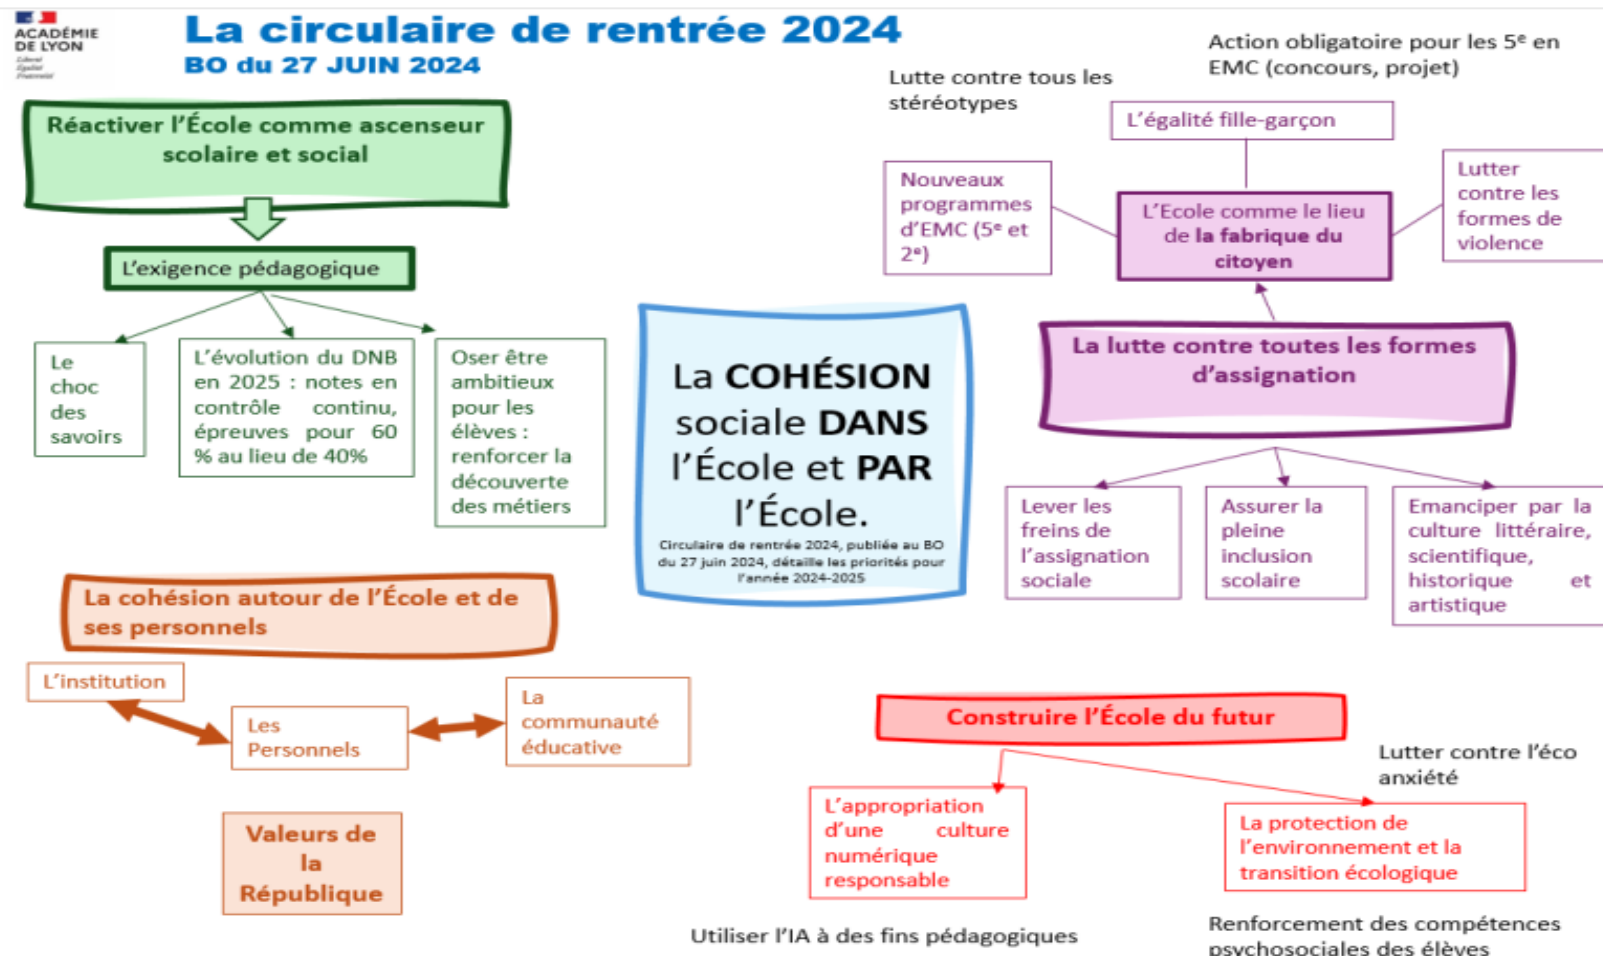 ACADÉMIE
DE LYON
Liberté
Égalité
Fraternité
La circulaire de rentrée 2024
BO du 27 JUIN 2024
Réactiver l'École comme ascenseur
scolaire et social
L'exigence pédagogique
Le
choc
des
savoirs
L'évolution du DNB
en 2025 : notes en
contrôle continu,
épreuves pour 60
% au lieu de 40%
Oser être
ambitieux
pour les
élèves :
renforcer la
découverte
des métiers
La cohésion autour de l'École et de
ses personnels
L'institution
Les
Personnels
La
communauté
éducative
Valeurs de
la
République
La COHÉSION
sociale DANS
l'École et PAR
l'École.
Circulaire de rentrée 2024, publiée au BO
du 27 juin 2024, détaille les priorités pour
l'année 2024-2025
Lutte contre tous les
stéréotypes
Action obligatoire pour les 5e en
EMC (concours, projet)
L'égalité fille-garçon
Nouveaux
programmes
d'EMC (5e et
2e)
L'Ecole comme le lieu
de la fabrique du
citoyen
Lutter
contre les
formes de
violence
La lutte contre toutes les formes
d'assignation
Lever les
freins de
l'assignation
sociale
Assurer la
pleine
inclusion
scolaire
Emanciper par la
culture littéraire,
scientifique,
historique et
artistique
Construire l'École du futur
Lutter contre l'éco
anxiété
L'appropriation
d'une culture
numérique
responsable
La protection de
l'environnement et la
transition écologique
Utiliser l'IA à des fins pédagogiques
Renforcement des compétences
psychosociales des élèves